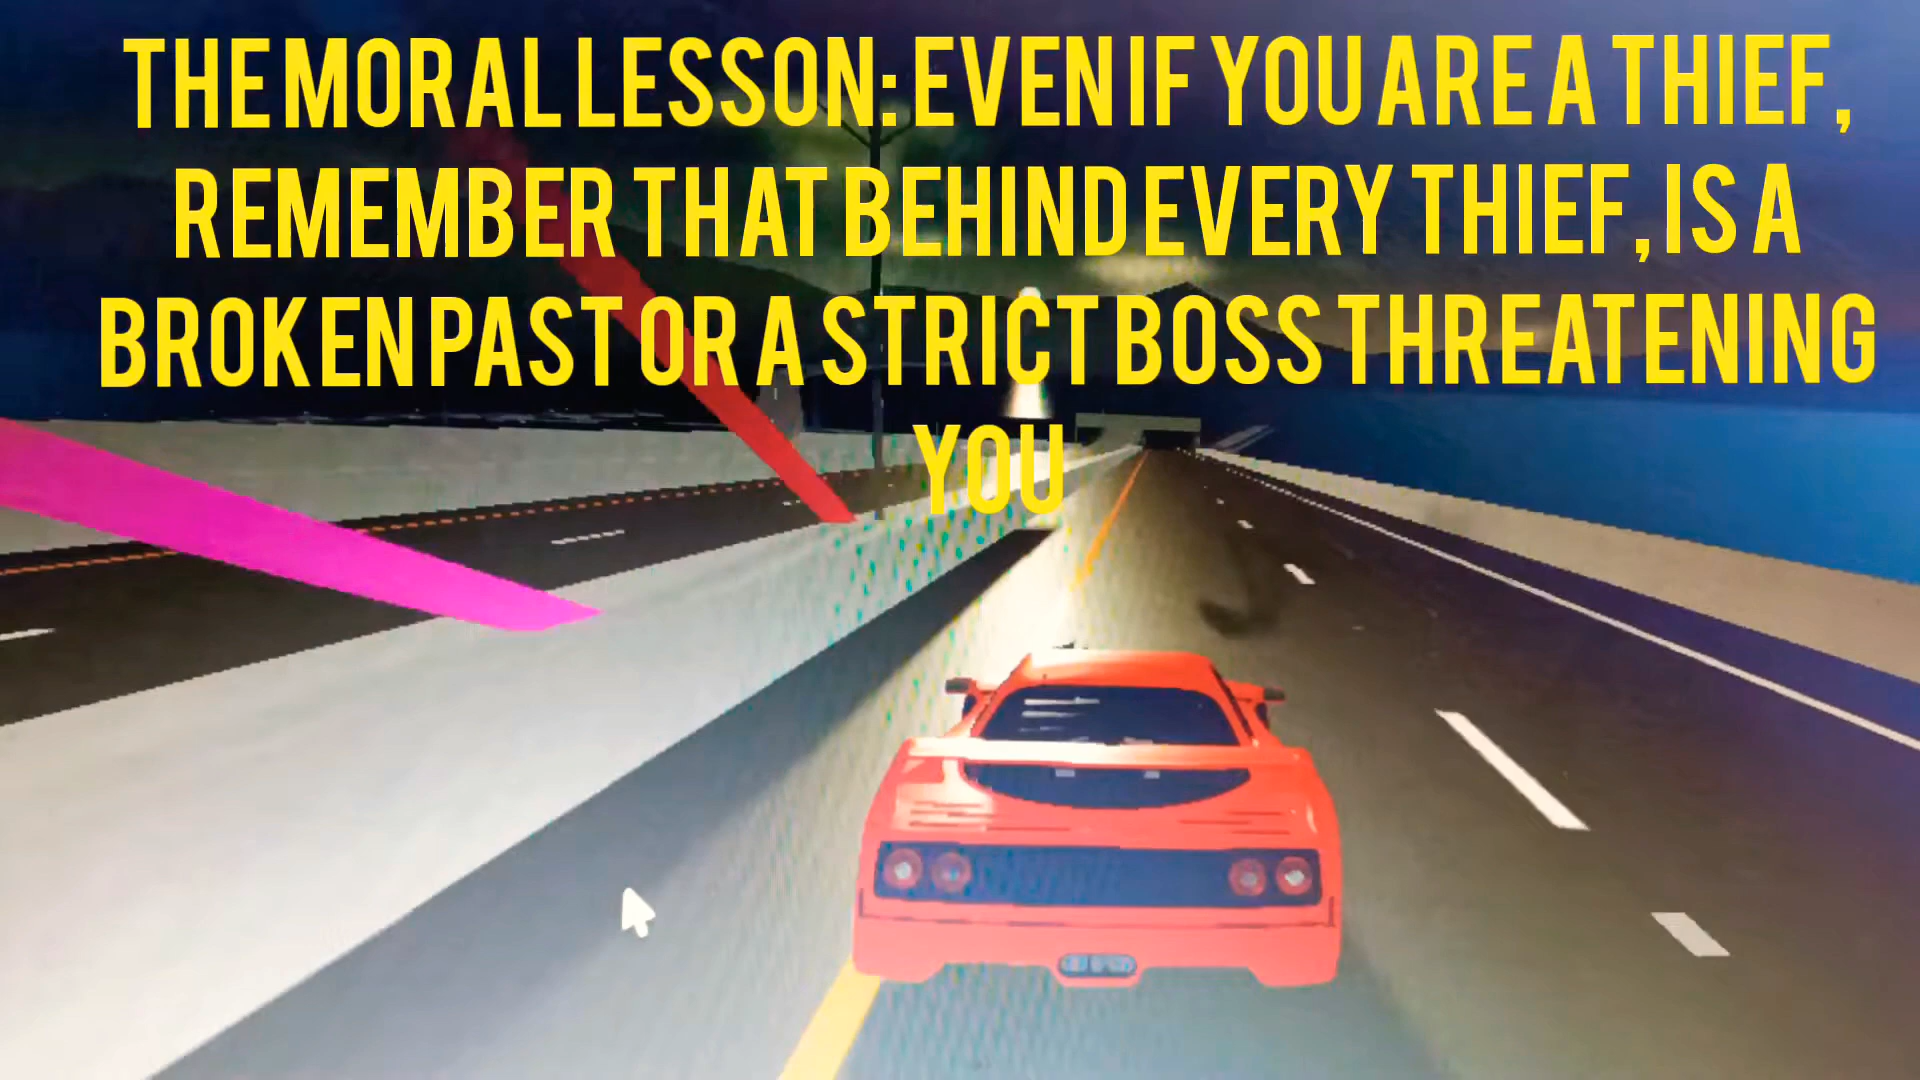 THE MORAL LESSON: EVEN IF YOU ARE A THIEF,
REMEMBER THAT BEHIND EVERY THIEF, IS A
BROKEN PAST OR A STRICT BOSS THREATENING
YOU